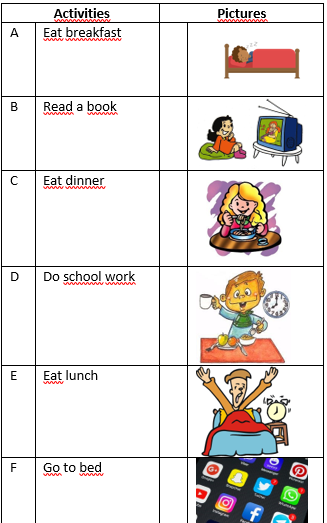 Activities Pictures
A Eat breakfast
B Read a book
C Eat dinner
D Do school work
E Eat lunch
F Go to bed